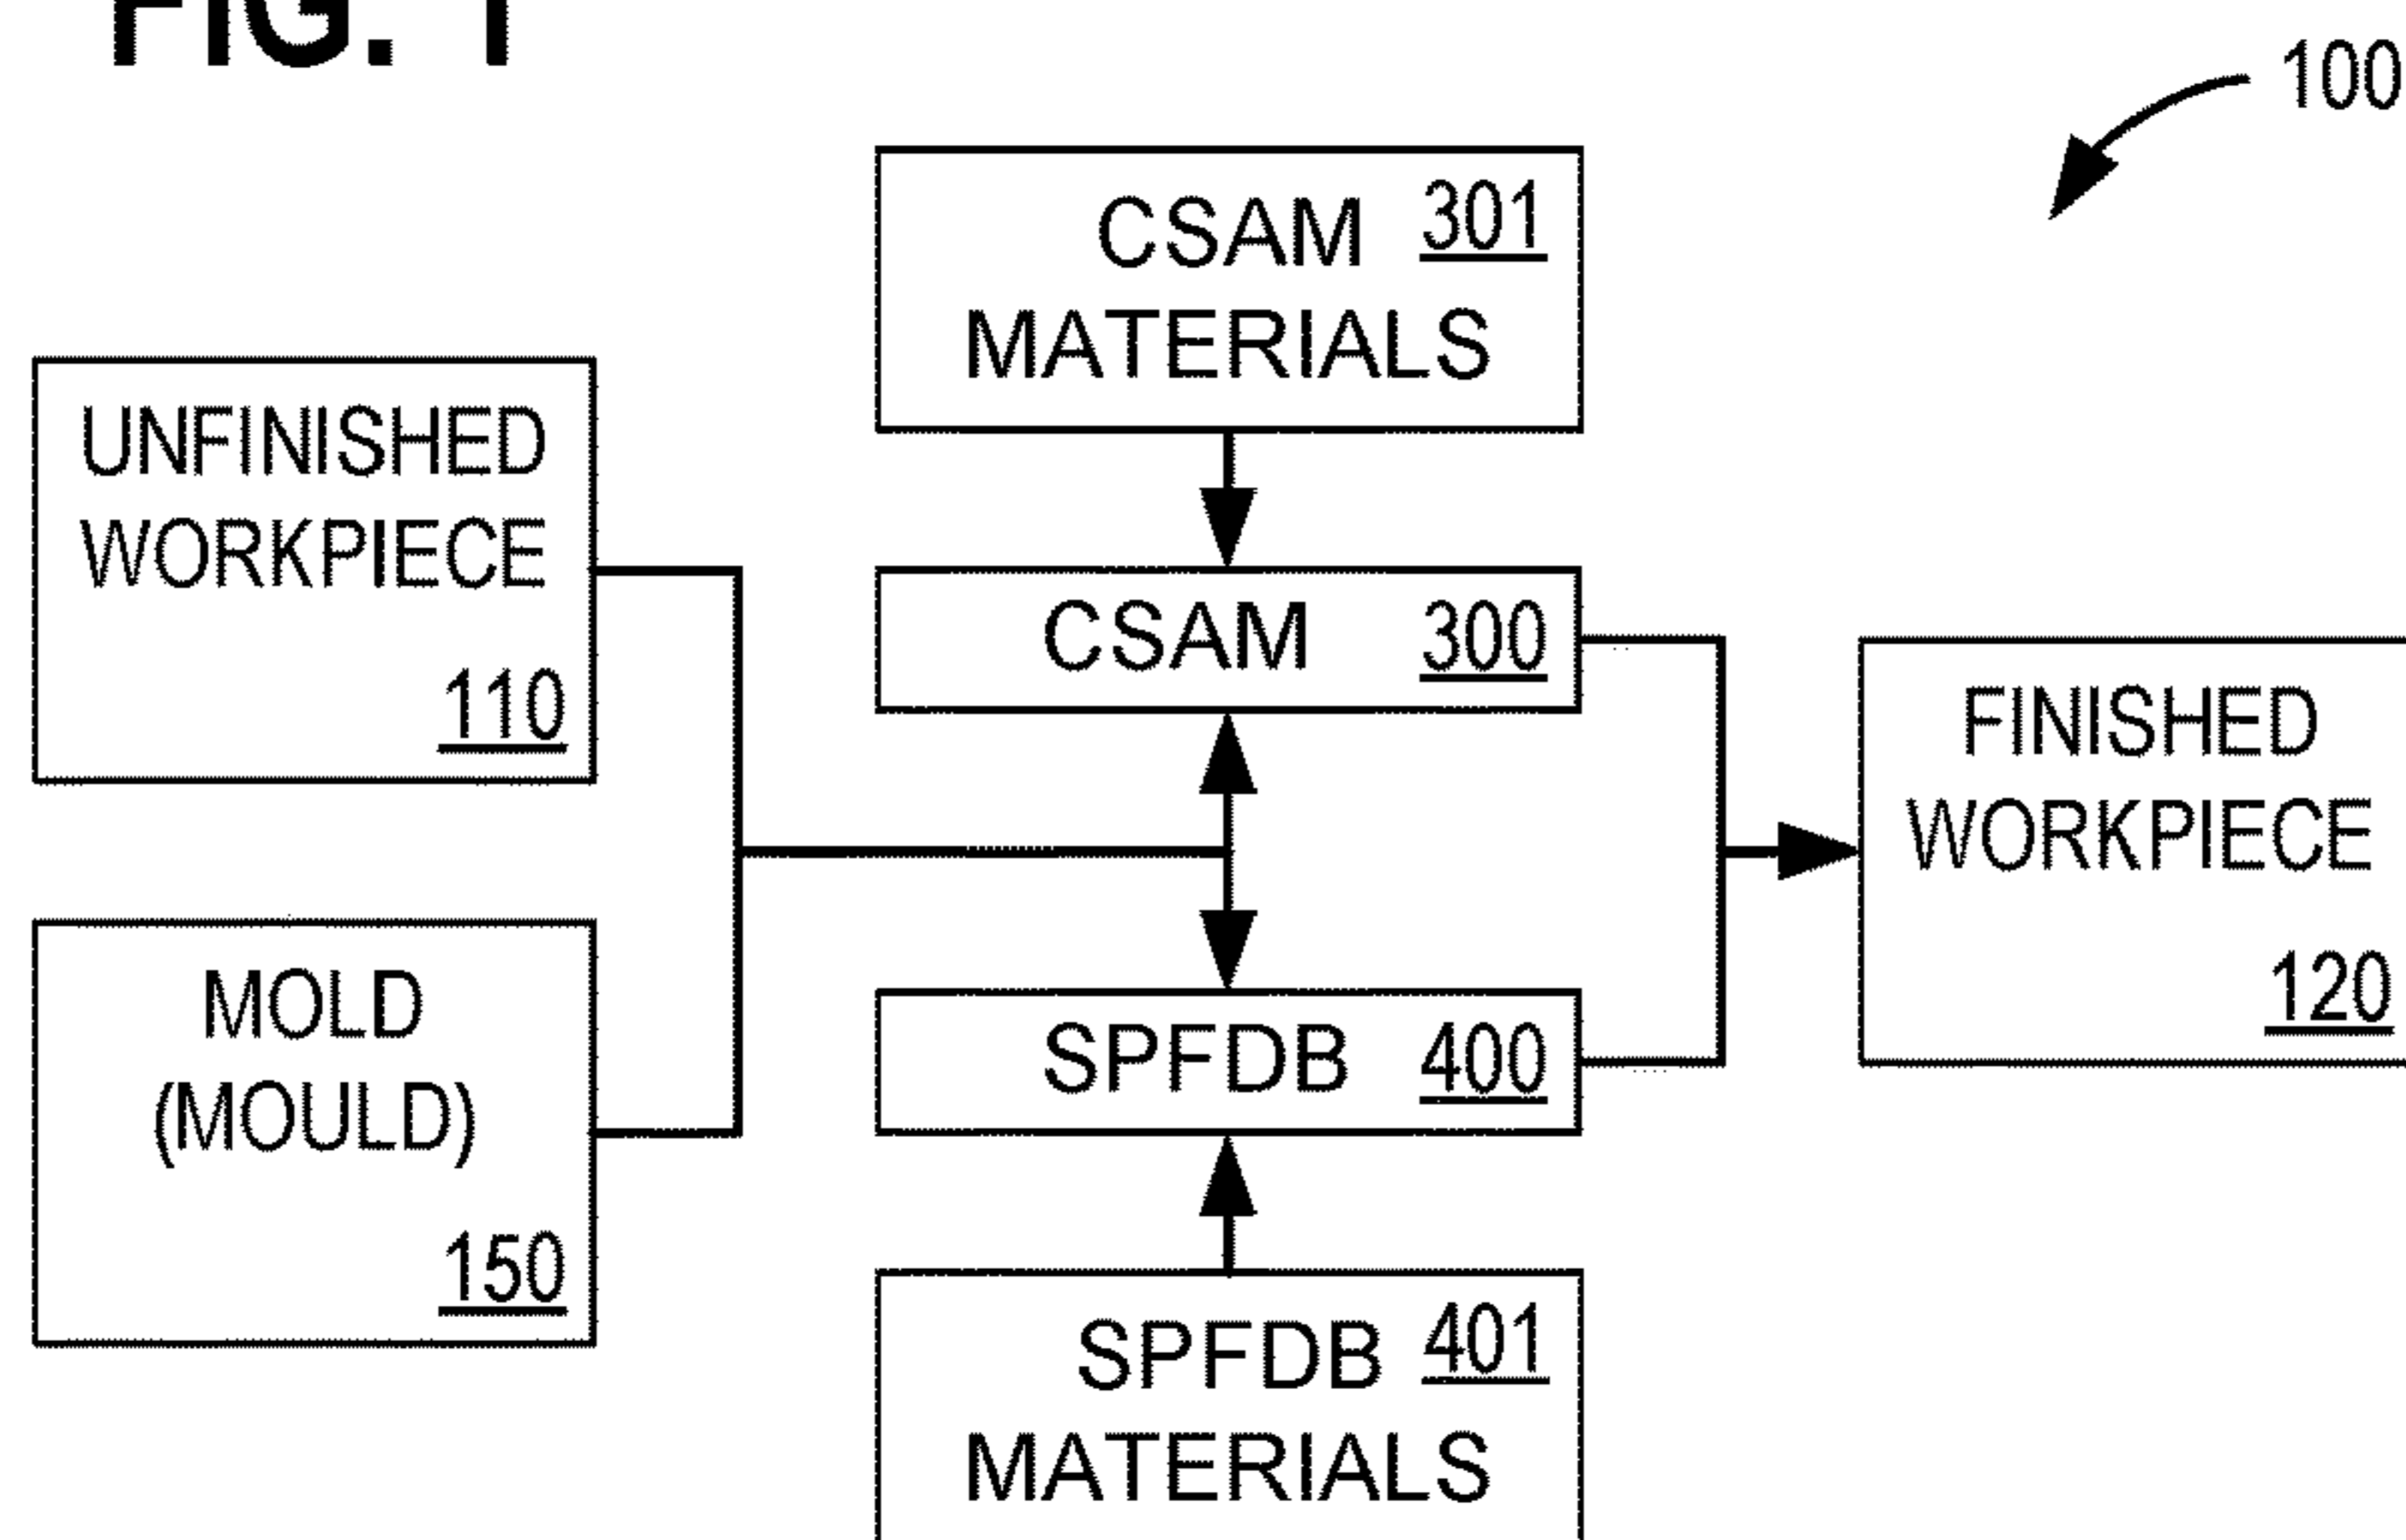 FIG. 1
100
CSAM 301
MATERIALS
UNFINISHED
WORKPIECE
110
CSAM 300
FINISHED
WORKPIECE
120
MOLD
(MOULD)
150
SPFDB 400
SPFDB 401
MATERIALS